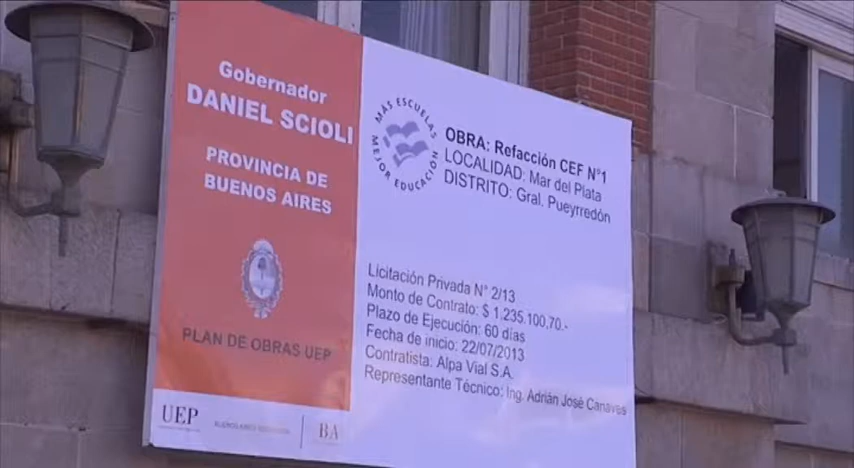 Gobernador
DANIEL SCIOLI
PROVINCIA DE
BUENOS AIRES
PLAN DE OBRAS UEP
UEP
BA
MÁS ESCUELAS
MEJOR EDUCACIÓN
OBRA: Refacción CEF N°1
LOCALIDAD: Mar del Plata
DISTRITO: Gral. Pueyrredón
Licitación Privada N° 2/13
Monto de Contrato: $ 1.235.100,70.-
Plazo de Ejecución: 60 días
Fecha de inicio: 22/07/2013
Contratista: Alpa Vial S.A.
Representante Técnico: Ing. Adrián José Canaves